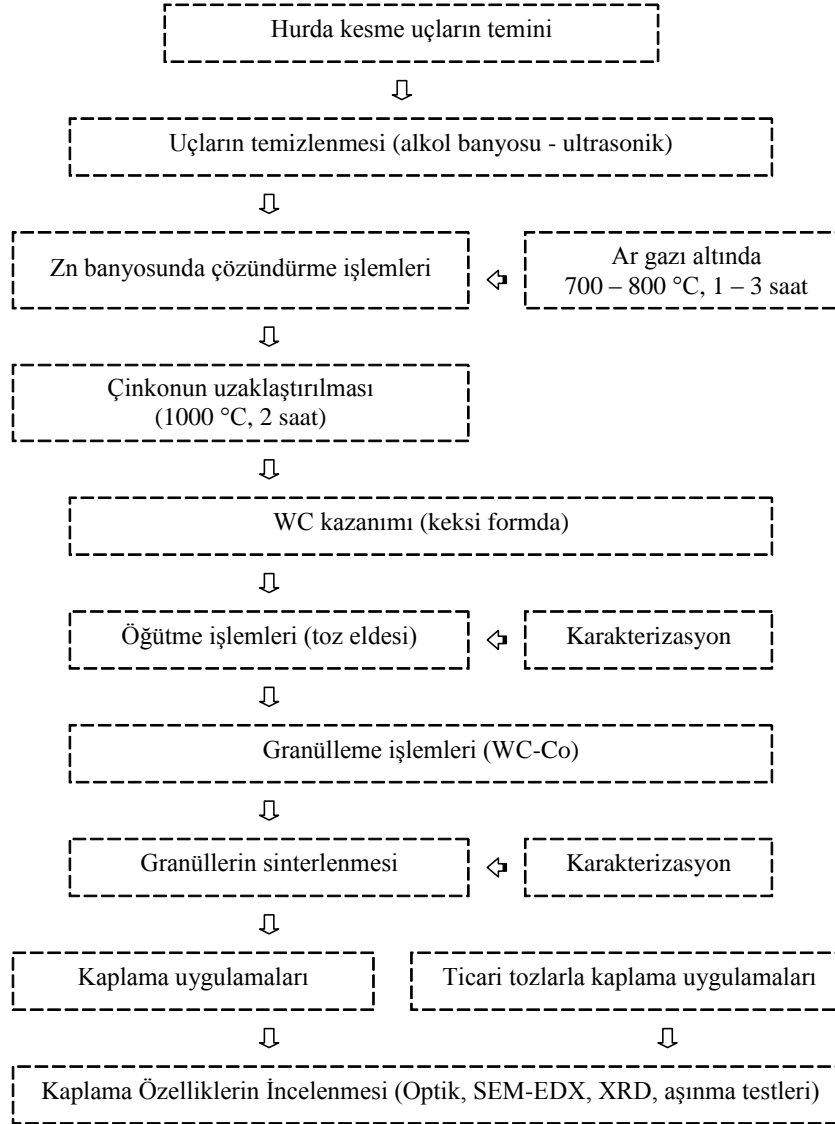 Hurda kesme uçların temini
Uçların temizlenmesi (alkol banyosu - ultrasonik)
Zn banyosunda çözündürme işlemleri
Ar gazı altında
700 – 800 °C, 1 – 3 saat
Çinkonun uzaklaştırılması
(1000 °C, 2 saat)
WC kazanımı (keksi formda)
Öğütme işlemleri (toz eldesi)
Karakterizasyon
Granülleme işlemleri (WC-Co)
Granüllerin sinterlenmesi
Karakterizasyon
Kaplama uygulamaları
Ticari tozlarla kaplama uygulamaları
Kaplama Özelliklerin İncelenmesi (Optik, SEM-EDX, XRD, aşınma testleri)